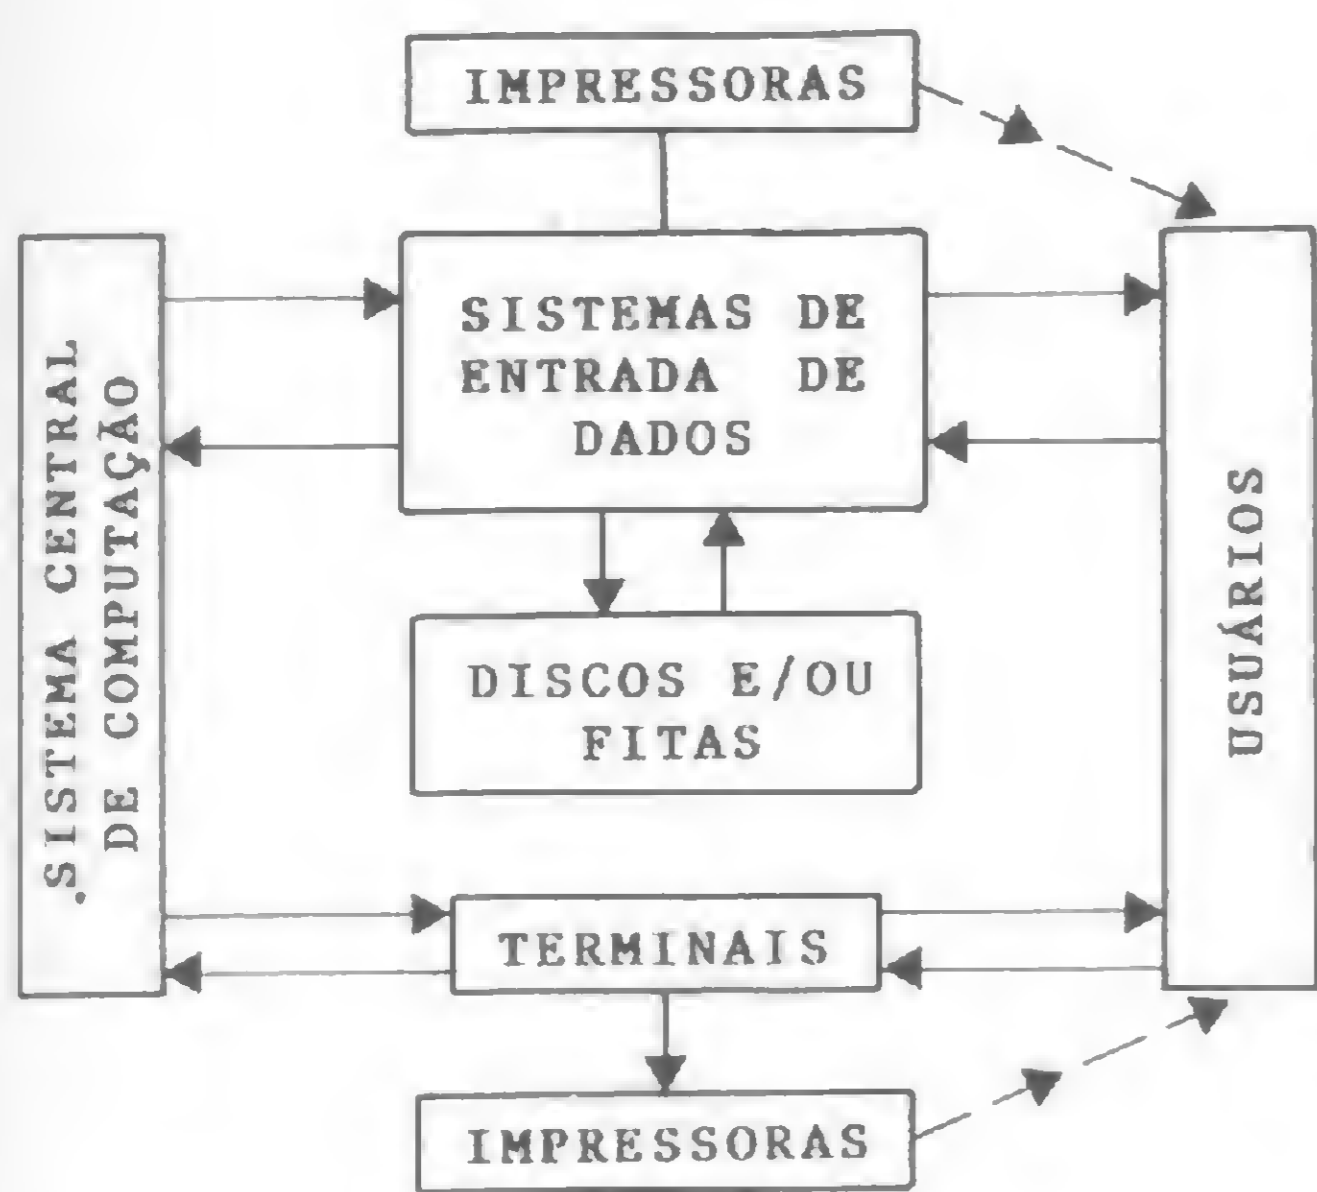 IMPRESSORAS
SISTEMAS DE
ENTRADA DE
DADOS
SISTEMA CENTRAL
DE COMPUTAÇÃO
USUÁRIOS
DISCOS E/OU
FITAS
TERMINAIS
IMPRESSORAS